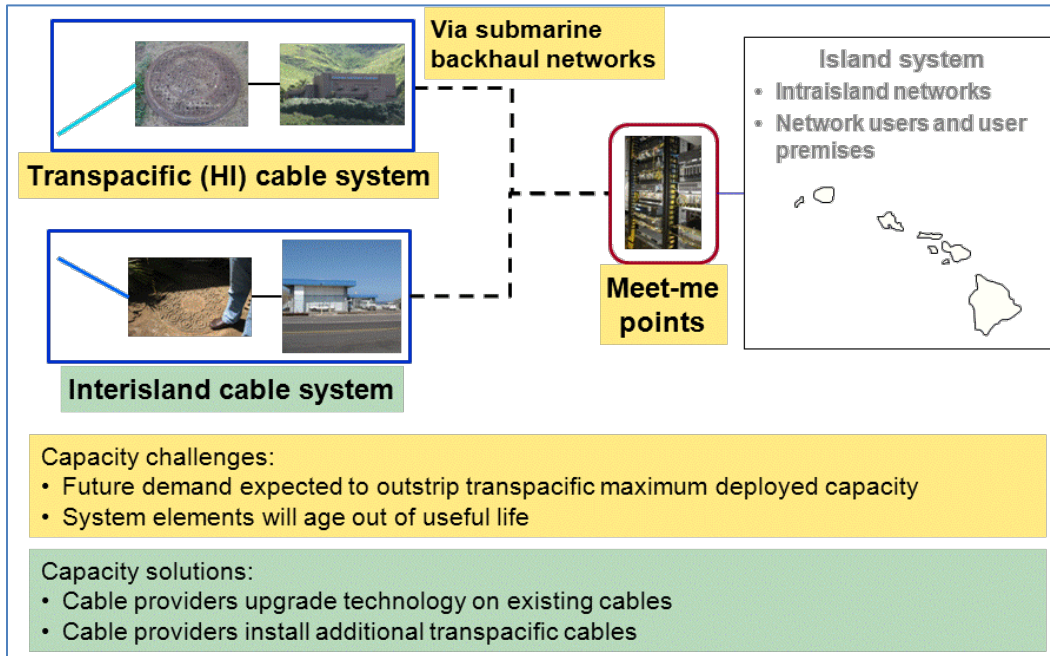 Via submarine
backhaul networks
Transpacific (HI) cable system
Interisland cable system
Meet-me
points
Island system
• Intraisland networks
• Network users and user
premises
Capacity challenges:
• Future demand expected to outstrip transpacific maximum deployed capacity
• System elements will age out of useful life
Capacity solutions:
• Cable providers upgrade technology on existing cables
• Cable providers install additional transpacific cables